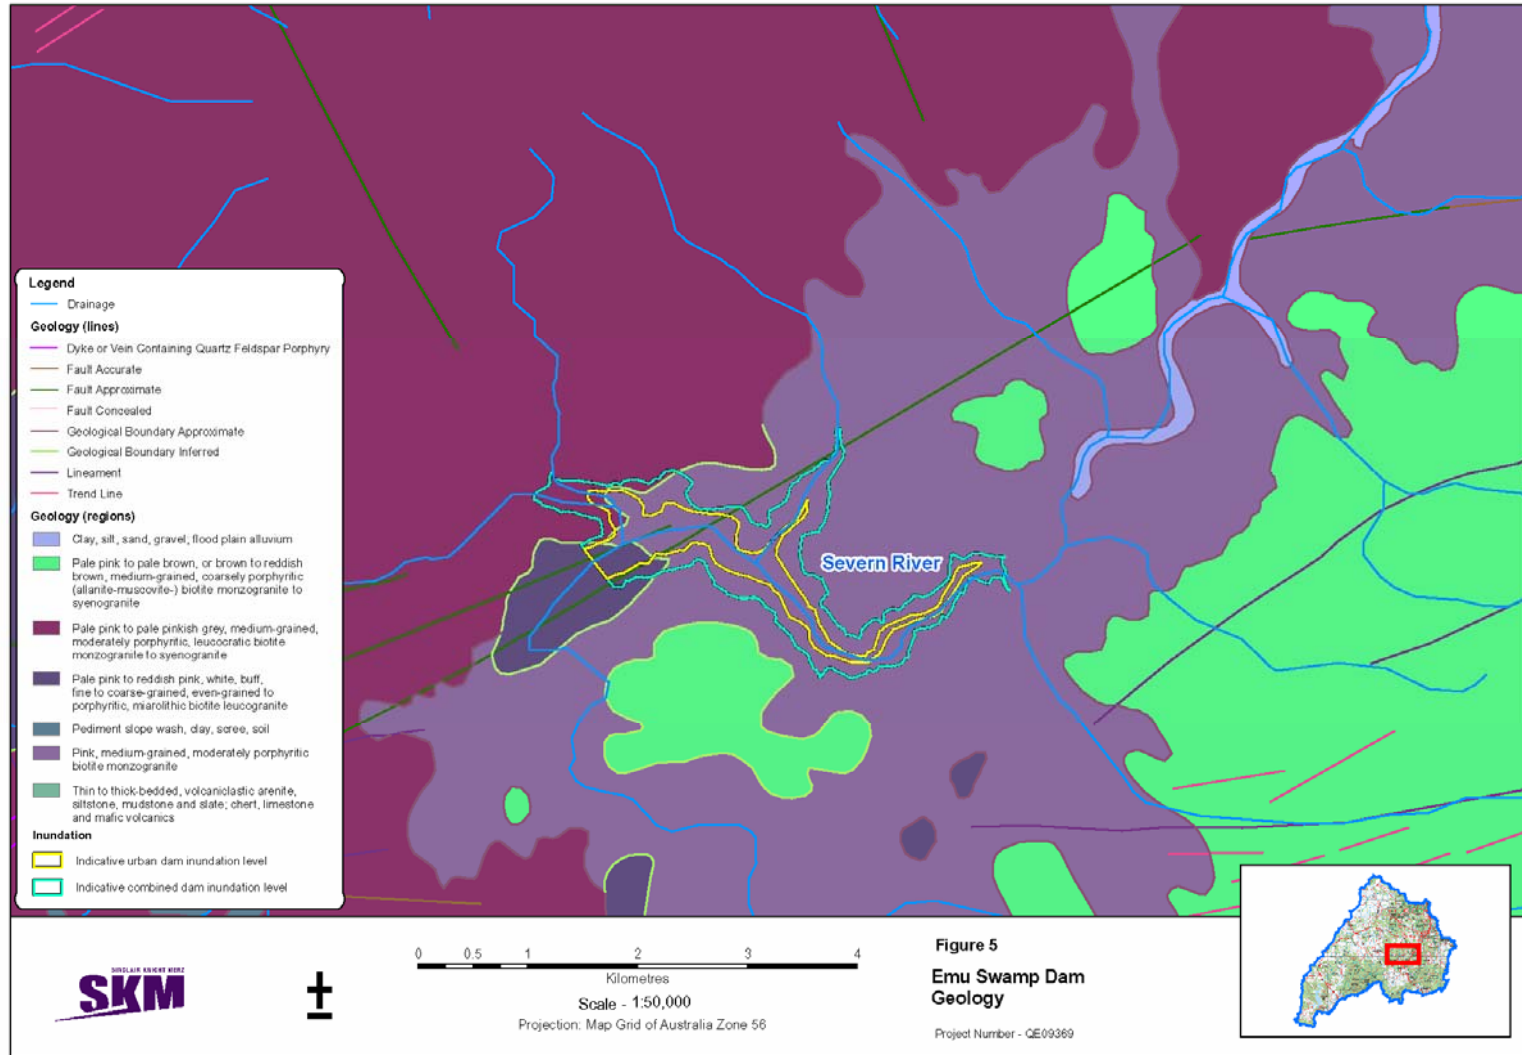 Severn River
Legend
Drainage
Geology (lines)
Dyke or Vein Containing Quartz Feldspar Porphyry
Fault Accurate
Fault Approximate
Fault Concealed
Geological Boundary Approximate
Geological Boundary Inferred
Lineament
Trend Line
Geology (regions)
Clay, silt, sand, gravel, flood plain alluvium
Pale pink to pale brown, or brown to reddish
brown, medium-grained, coarsely porphyritic
(allanite-muscovite-) biotite monzogranite to
syenogranite
Pale pink to pale pinkish grey, medium-grained,
moderately porphyritic, leucocratic biotite
monzogranite to syenogranite
Pale pink to reddish pink, white, buff,
fine to coarse-grained, even-grained to
porphyritic, miarolithic biotite leucogranite
Pediment slope wash, clay, scree, soil
Pink, medium-grained, moderately porphyritic
biotite monzogranite
Thin to thick-bedded, volcaniclastic arenite,
siltstone, mudstone and slate; chert, limestone
and mafic volcanics
Inundation
Indicative urban dam inundation level
Indicative combined dam inundation level
SINCLAIR KNIGHT MERZ
SKM
0 0.5 1 2 3 4
Kilometres
Scale - 1:50,000
Projection: Map Grid of Australia Zone 56
Figure 5
Emu Swamp Dam
Geology
Project Number - QE09369